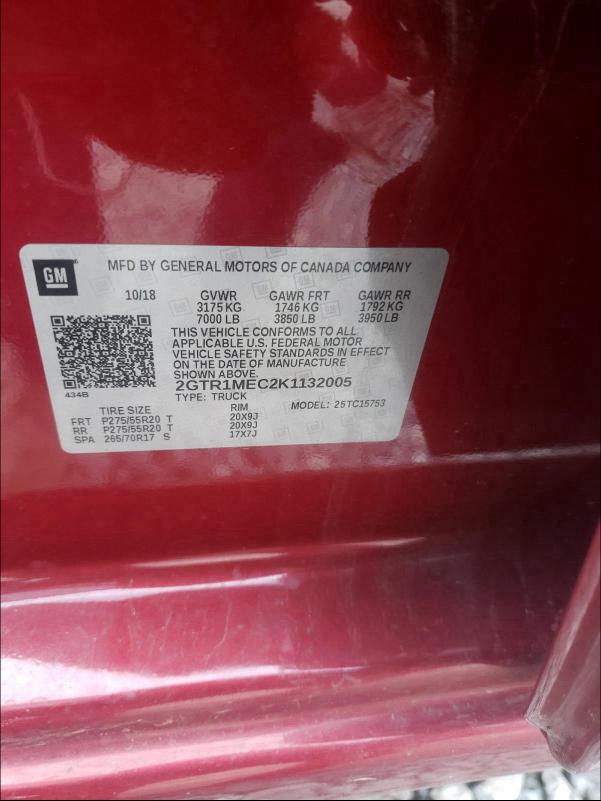 GM MFD BY GENERAL MOTORS OF CANADA COMPANY
10/18 GVWR GAWR FRT GAWR RR
3175 KG 1746 KG 1792 KG
7000 LB 3850 LB 3950 LB
THIS VEHICLE CONFORMS TO ALL
APPLICABLE U.S. FEDERAL MOTOR
VEHICLE SAFETY STANDARDS IN EFFECT
ON THE DATE OF MANUFACTURE
SHOWN ABOVE.
434B 2GTR1MEC2K1132005
TYPE: TRUCK MODEL: 25TC15753
TIRE SIZE RIM
FRT P275/55R20 T 20X9J
RR P275/55R20 T 20X9J
SPA 265/70R17 S 17X7J